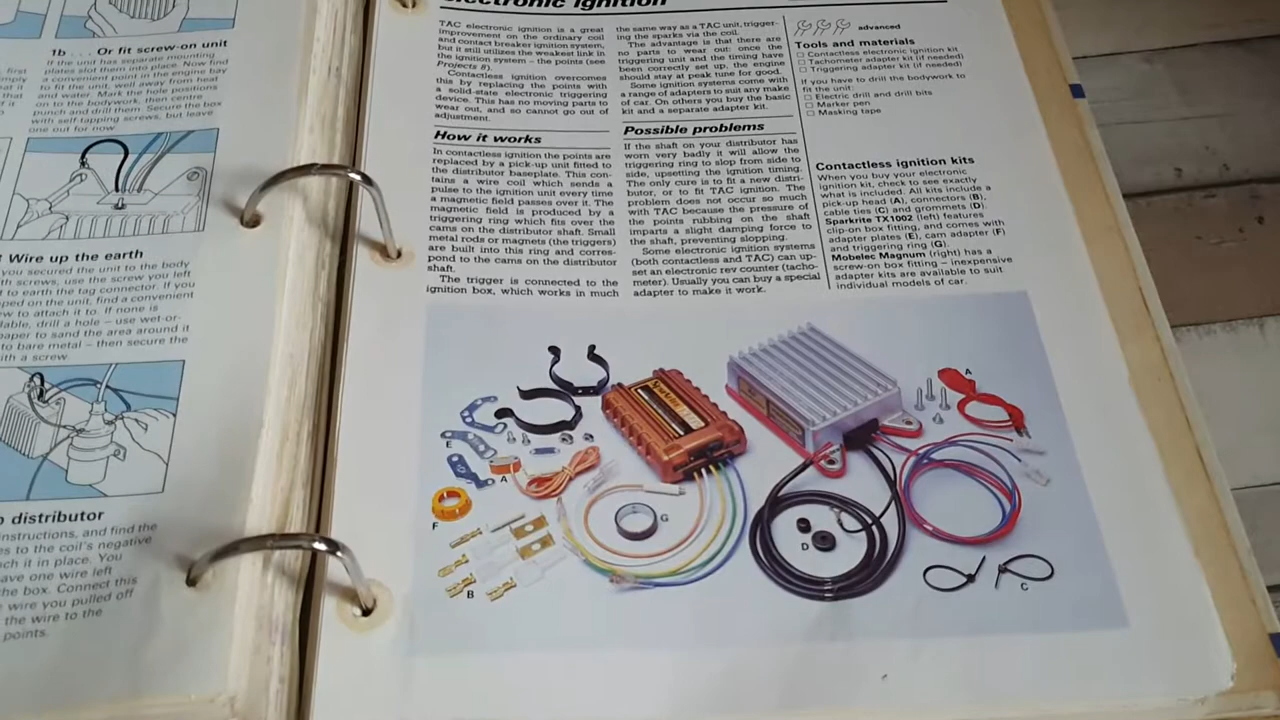 first
1b . . . Or fit screw-on unit
If the unit has separate mounting
plates slot them into place. Now find
a convenient point in the engine bay
to fit the unit, well away from heat
and water. Mark the hole positions
on to the bodywork, then centre
punch and drill them. Secure the box
with self-tapping screws, but leave
one out for now
Wire up the earth
you secured the unit to the body
th screws, use the screw you left
to earth the tag connector. If you
ped on the unit, find a convenient
ew to attach it to. If none is
lable, drill a hole – use wet-or-
paper to sand the area around it
to bare metal – then secure the
ith a screw
distributor
instructions, and find the
es to the coil's negative
ch it in place. You
ave one wire left
the box. Connect this
wire you pulled off
the wire to the
points.
electronic ignition
TAC electronic ignition is a great
improvement on the ordinary coil
and contact breaker ignition system,
but it still utilizes the weakest link in
the ignition system – the points (see
Projects 8).
Contactless ignition overcomes
this by replacing the points with
a solid-state electronic triggering
device. This has no moving parts to
wear out, and so cannot go out of
adjustment.
How it works
In contactless ignition the points are
replaced by a pick-up unit fitted to
the distributor baseplate. This con-
tains a wire coil which sends a
pulse to the ignition unit every time
a magnetic field passes over it. The
magnetic field is produced by a
triggering ring which fits over the
cams on the distributor shaft. Small
metal rods or magnets (the triggers)
are built into this ring and corres-
pond to the cams on the distributor
shaft.
The trigger is connected to the
ignition box, which works in much
the same way as a TAC unit, trigger-
ing the sparks via the coil.
The advantage is that there are
no parts to wear out: once the
triggering unit and the timing have
been correctly set up, the engine
should stay at peak tune for good.
Some ignition systems come with
a range of adapters to suit any make
of car. On others you buy the basic
kit and a separate adapter kit.
Possible problems
If the shaft on your distributor has
worn very badly it will allow the
triggering ring to slop from side to
side, upsetting the ignition timing.
The only cure is to fit a new distri-
butor, or to fit TAC ignition. The
problem does not occur so much
with TAC because the pressure of
the points rubbing on the shaft
imparts a slight damping force to
the shaft, preventing slopping.
Some electronic ignition systems
(both contactless and TAC) can up-
set an electronic rev counter (tacho-
meter). Usually you can buy a special
adapter to make it work.
advanced
Tools and materials
Contactless electronic ignition kit
Tachometer adapter kit (if needed)
Triggering adapter kit (if needed)
If you have to drill the bodywork to
fit the unit:
Electric drill and drill bits
Marker pen
Masking tape
Contactless ignition kits
When you buy your electronic
ignition kit, check to see exactly
what is included. All kits include a
pick-up head (A), connectors (B),
cable ties (C) and grommets (D).
Sparkrite TX1002 (left) features
clip-on box fitting, and comes with
adapter plates (E), cam adapter (F)
and triggering ring (G).
Mobelec Magnum (right) has a
screw-on box fitting – inexpensive
adapter kits are available to suit
individual models of car.
A
E
A
F
G
D
B
C